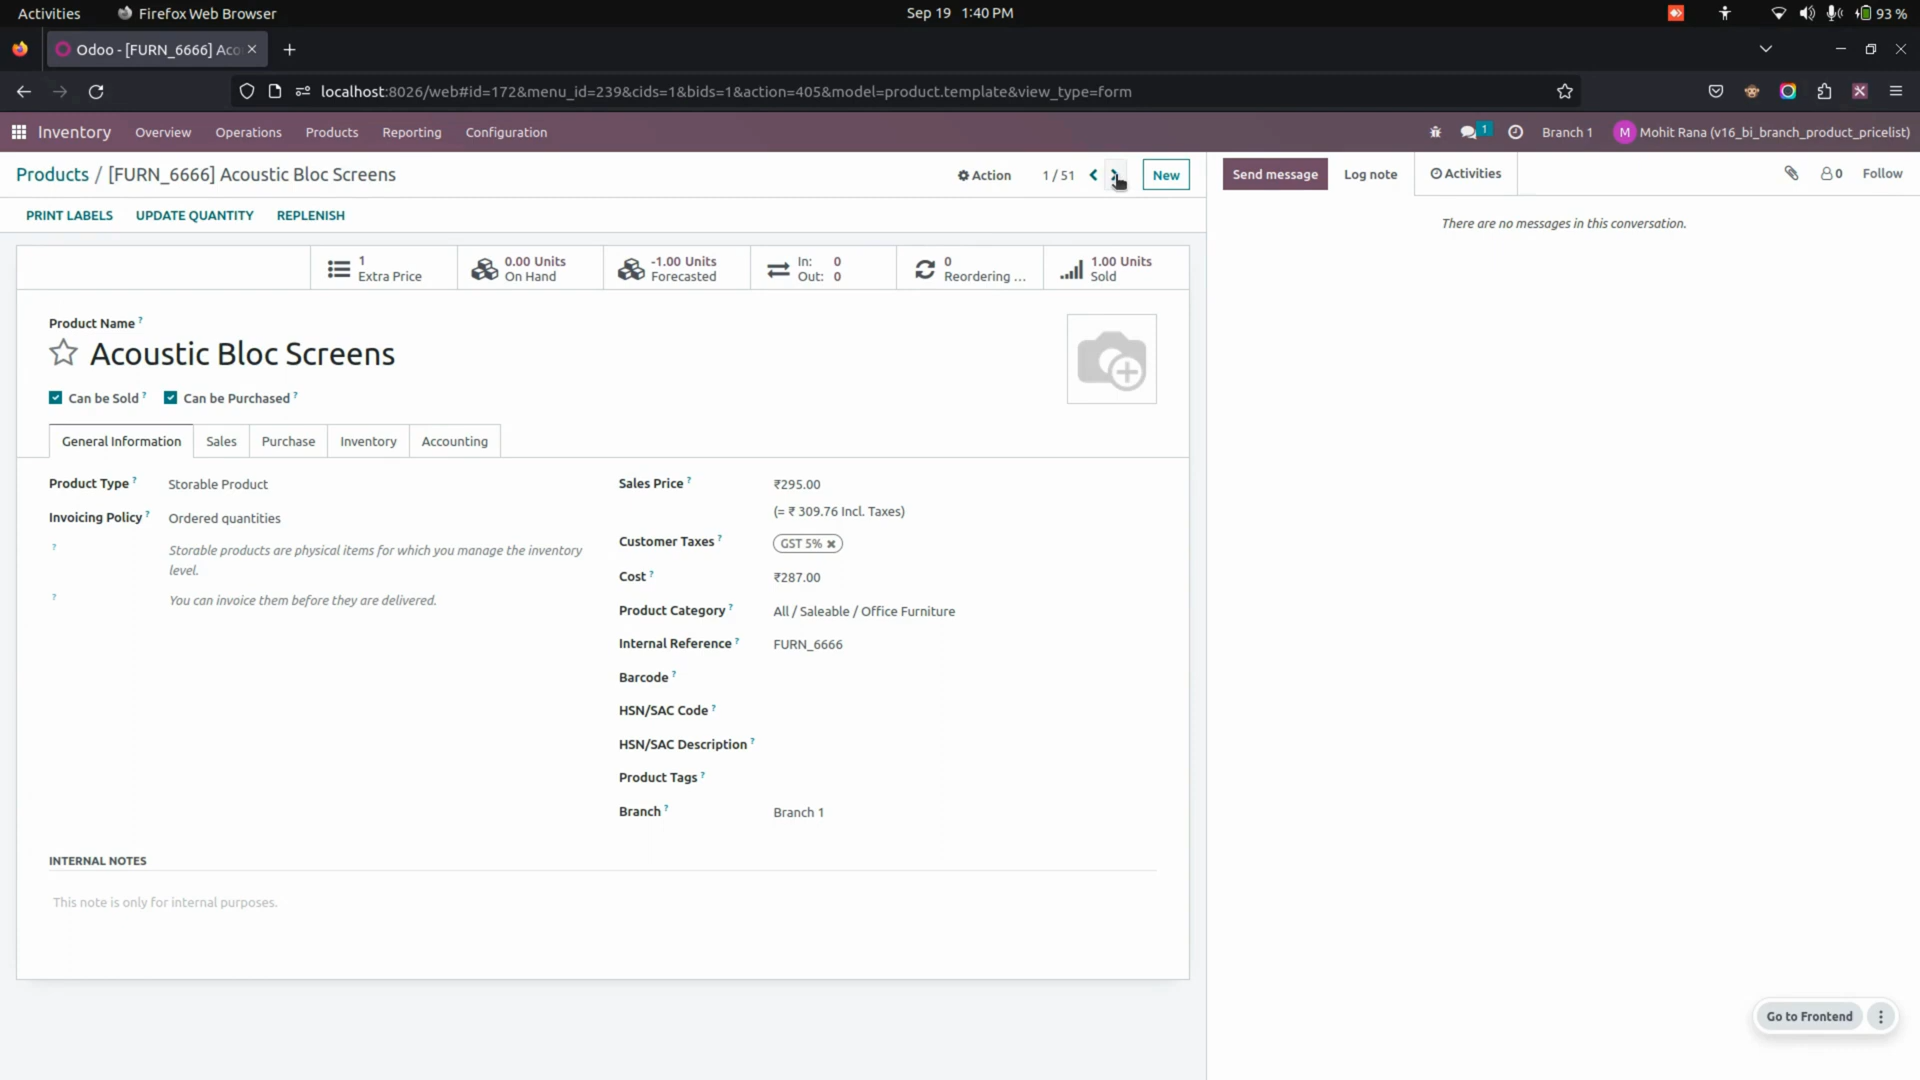 Activities
Firefox Web Browser
Sep 19 1:40 PM
93 %
Odoo - [FURN_6666] Aco
localhost:8026/web#id=172&menu_id=239&cids=1&bids=1&action=405&model=product.template&view_type=form
Inventory
Overview
Operations
Products
Reporting
Configuration
1
Branch 1
M
Mohit Rana (v16_bi_branch_product_pricelist)
Products / [FURN_6666] Acoustic Bloc Screens
Action
1 / 51
New
Send message
Log note
Activities
0
Follow
PRINT LABELS
UPDATE QUANTITY
REPLENISH
There are no messages in this conversation.
1
Extra Price
0.00 Units
On Hand
-1.00 Units
Forecasted
In: 0
Out: 0
0
Reordering ...
1.00 Units
Sold
Product Name ?
Acoustic Bloc Screens
Can be Sold ?
Can be Purchased ?
General Information
Sales
Purchase
Inventory
Accounting
Product Type ? Storable Product
Invoicing Policy ? Ordered quantities
? Storable products are physical items for which you manage the inventory
level.
? You can invoice them before they are delivered.
Sales Price ? ₹295.00
(= ₹ 309.76 Incl. Taxes)
Customer Taxes ? GST 5%
Cost ? ₹287.00
Product Category ? All / Saleable / Office Furniture
Internal Reference ? FURN_6666
Barcode ?
HSN/SAC Code ?
HSN/SAC Description ?
Product Tags ?
Branch ? Branch 1
INTERNAL NOTES
This note is only for internal purposes.
Go to Frontend